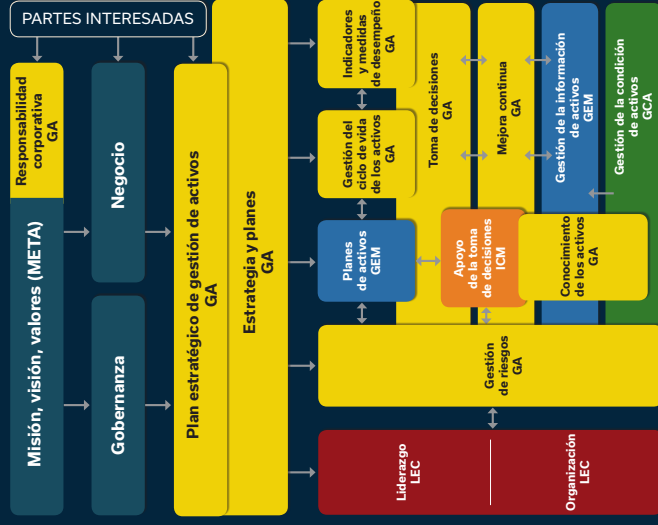 PARTES INTERESADAS
Misión, visión, valores (META)
Responsabilidad
corporativa
GA
Gobernanza
Negocio
Plan estratégico de gestión de activos
GA
Estrategia y planes
GA
Liderazgo
LEC
Organización
LEC
Gestión
de riesgos
GA
Planes
de activos
GEM
Gestión del
ciclo de vida
de los activos
GA
Indicadores
y medidas
de desempeño
GA
Toma de decisiones
GA
Apoyo
de la toma
de decisiones
ICM
Mejora continua
GA
Conocimiento
de los activos
GA
Gestión de la información
de activos
GEM
Gestión de la condición
de activos
GCA